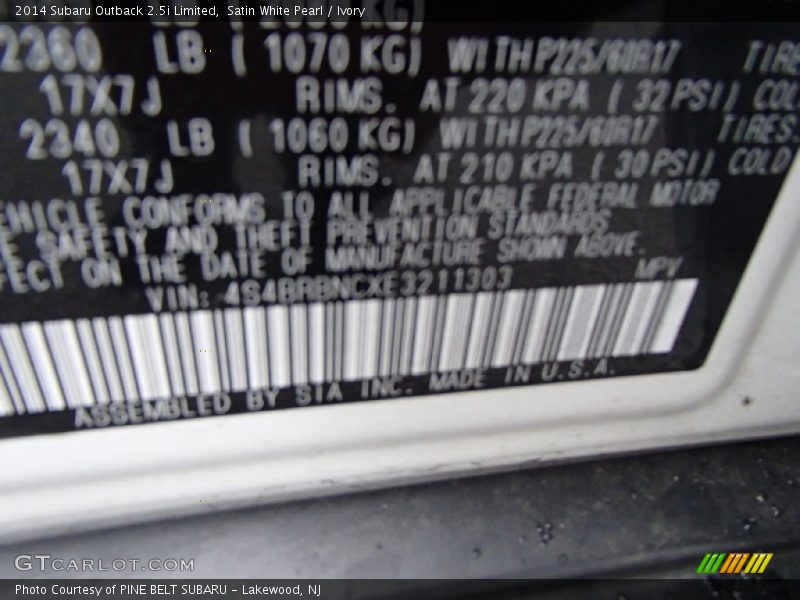 2014 Subaru Outback 2.5i Limited,  Satin White Pearl / Ivory
2360 LB ( 1070 KG) WITH P225/60R17 TIRE
17X7J RIMS. AT 220 KPA ( 32 PSI) COL
2340 LB ( 1060 KG) WITH P225/60R17 TIRES.
17X7J RIMS. AT 210 KPA ( 30 PSI) COLD
EHICLE CONFORMS TO ALL APPLICABLE FEDERAL MOTOR
E SAFETY AND THEFT PREVENTION STANDARDS
FECT ON THE DATE OF MANUFACTURE SHOWN ABOVE.
VIN: 4S4BRBNCXE3211303 MPV
ASSEMBLED BY SIA INC. MADE IN U.S.A.
GTCARLOT.COM
Photo Courtesy of PINE BELT SUBARU - Lakewood, NJ